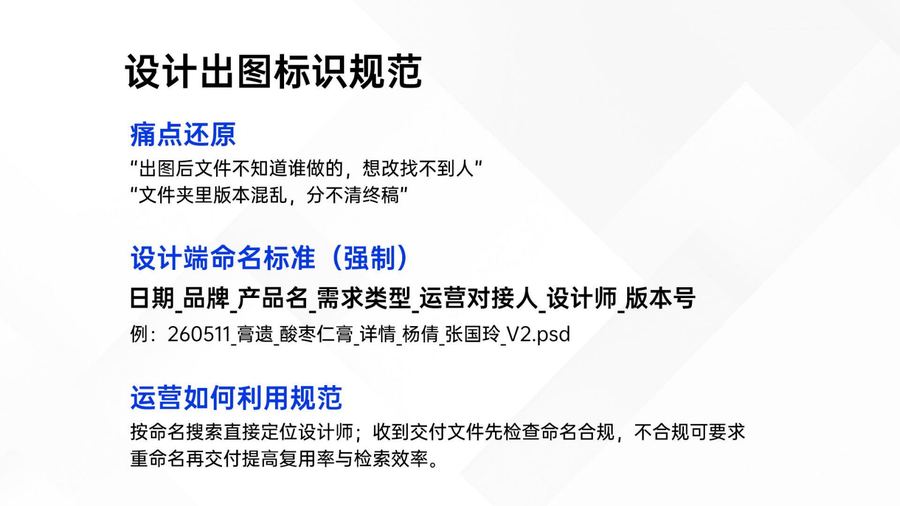 设计出图标识规范
痛点还原
“出图后文件不知道谁做的，想改找不到人”
“文件夹里版本混乱，分不清终稿”
设计端命名标准（强制）
日期_品牌_产品名_需求类型_运营对接人_设计师_版本号
例：260511_膏遗_酸枣仁膏_详情_杨倩_张国玲_V2.psd
运营如何利用规范
按命名搜索直接定位设计师；收到交付文件先检查命名合规，不合规可要求
重命名再交付提高复用率与检索效率。